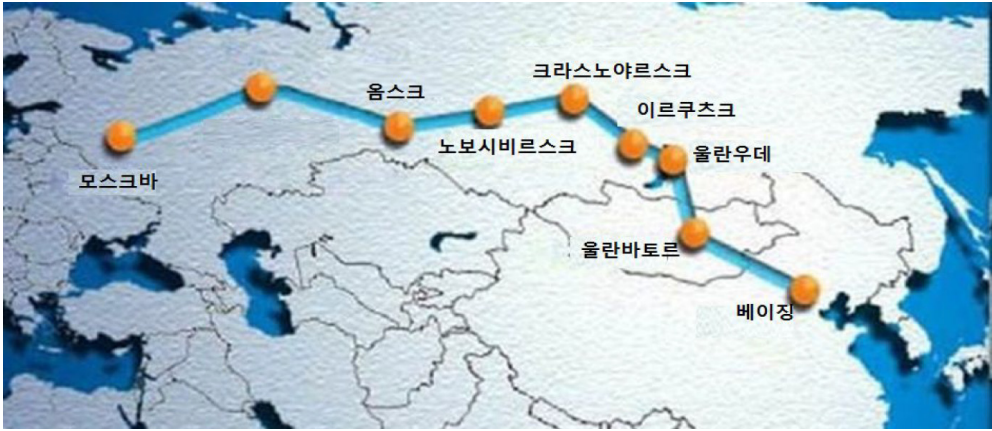 크라스노야르스크
옴스크
이르쿠츠크
노보시비르스크
울란우데
모스크바
울란바토르
베이징